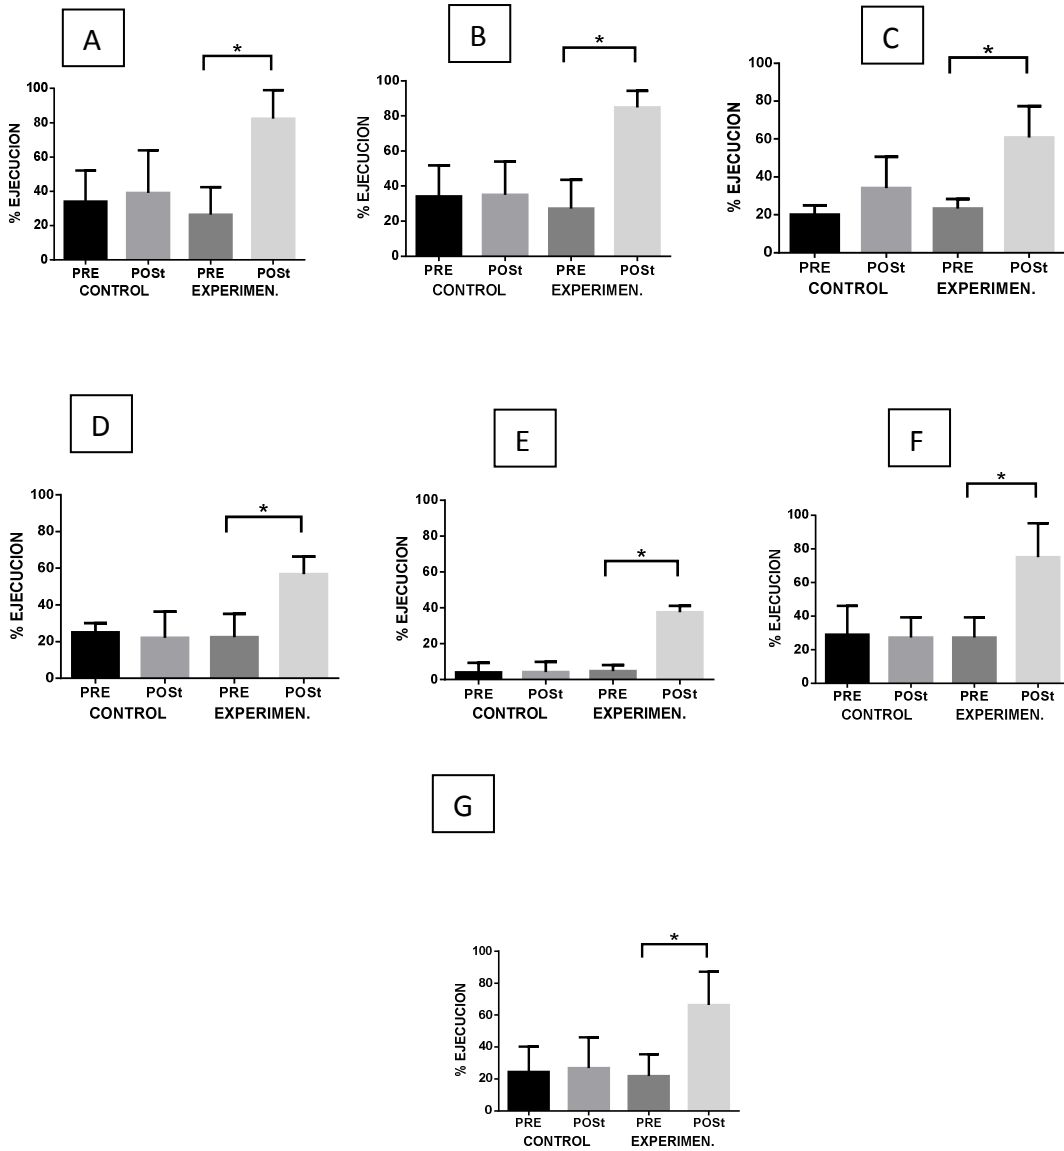 A
*
100
80
60
40
20
0
% EJECUCION
PRE POSt PRE POSt
CONTROL EXPERIMEN.
B
*
100
80
60
40
20
0
% EJECUCION
PRE POSt PRE POSt
CONTROL EXPERIMEN.
C
*
100
80
60
40
20
0
% EJECUCION
PRE POSt PRE POSt
CONTROL EXPERIMEN.
D
*
100
80
60
40
20
0
% EJECUCION
PRE POSt PRE POSt
CONTROL EXPERIMEN.
E
*
100
80
60
40
20
0
% EJECUCION
PRE POSt PRE POSt
CONTROL EXPERIMEN.
F
*
100
80
60
40
20
0
% EJECUCION
PRE POSt PRE POSt
CONTROL EXPERIMEN.
G
*
100
80
60
40
20
0
% EJECUCION
PRE POSt PRE POSt
CONTROL EXPERIMEN.